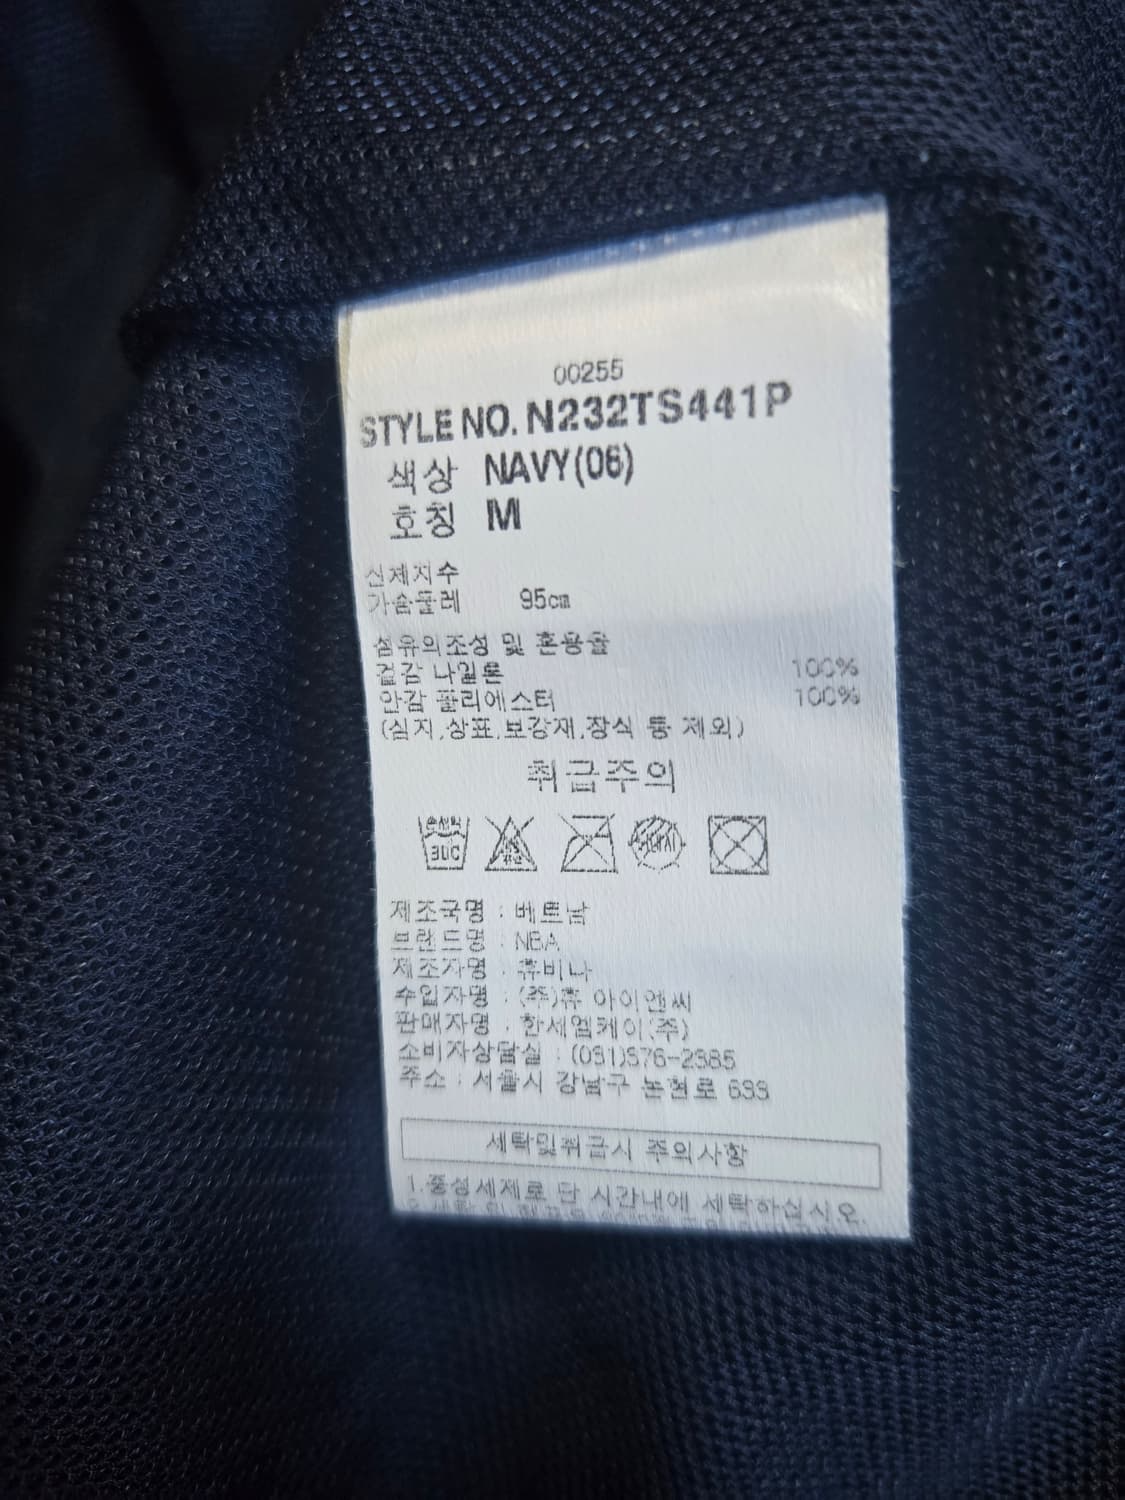 00255
STYLE NO. N232TS441P
색상 NAVY(06)
호칭 M
신체지수
가슴둘레 95cm
섬유의조성 및 혼용율
겉감 나일론 100%
안감 폴리에스터 100%
(심지,상표,보강재,장식 등 제외)
취급주의
제조국명 : 베트남
브랜드명 : NBA
제조자명 : 휴비나
수입자명 : (주)휴 아이앤씨
판매자명 : 한세엠케이(주)
소비자상담실 : (031)376-2385
주소 : 서울시 강남구 논현로 633
세탁및취급시 주의사항
1.중성세제로 단 시간내에 세탁하십시오.